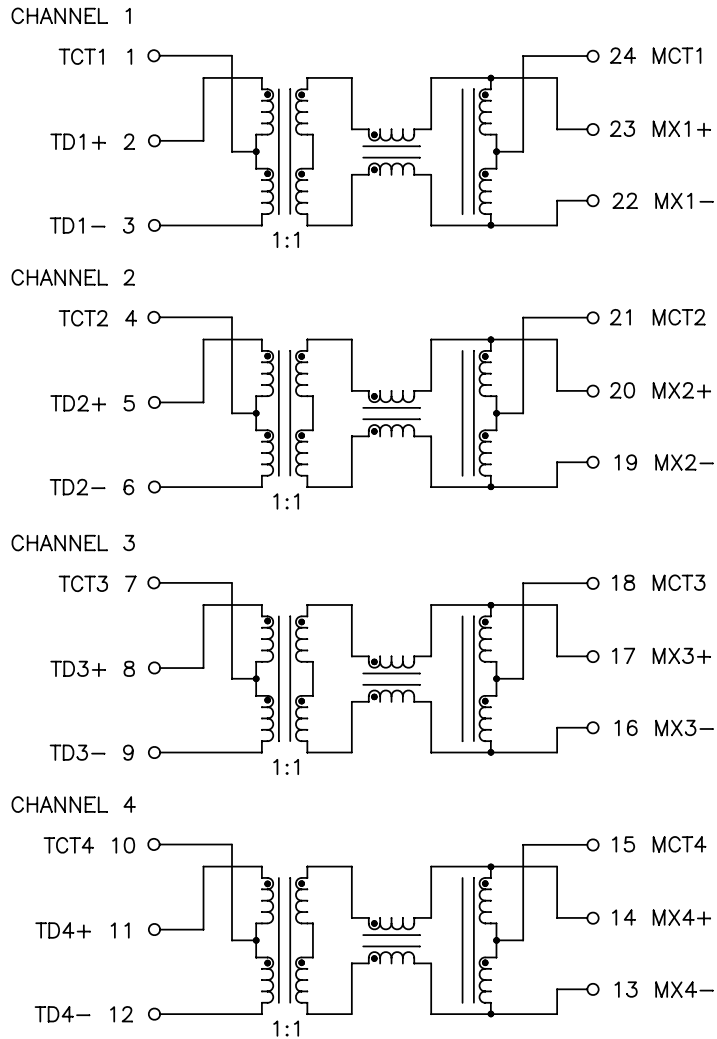 CHANNEL 1
TCT1 1
24 MCT1
TD1+ 2
23 MX1+
22 MX1−
TD1− 3
1:1
CHANNEL 2
TCT2 4
21 MCT2
TD2+ 5
20 MX2+
19 MX2−
TD2− 6
1:1
CHANNEL 3
TCT3 7
18 MCT3
TD3+ 8
17 MX3+
16 MX3−
TD3− 9
1:1
CHANNEL 4
TCT4 10
15 MCT4
TD4+ 11
14 MX4+
13 MX4−
TD4− 12
1:1